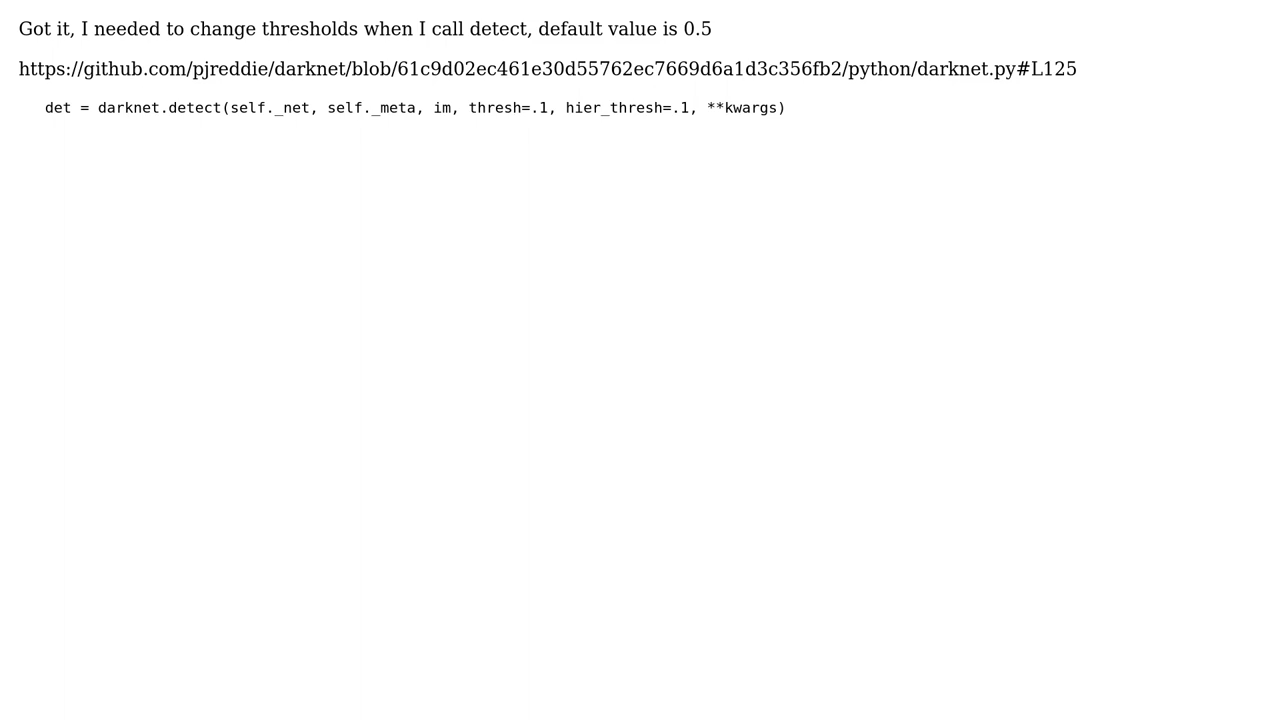 Got it, I needed to change thresholds when I call detect, default value is 0.5
https://github.com/pjreddie/darknet/blob/61c9d02ec461e30d55762ec7669d6a1d3c356fb2/python/darknet.py#L125
det = darknet.detect(self._net, self._meta, im, thresh=.1, hier_thresh=.1, **kwargs)